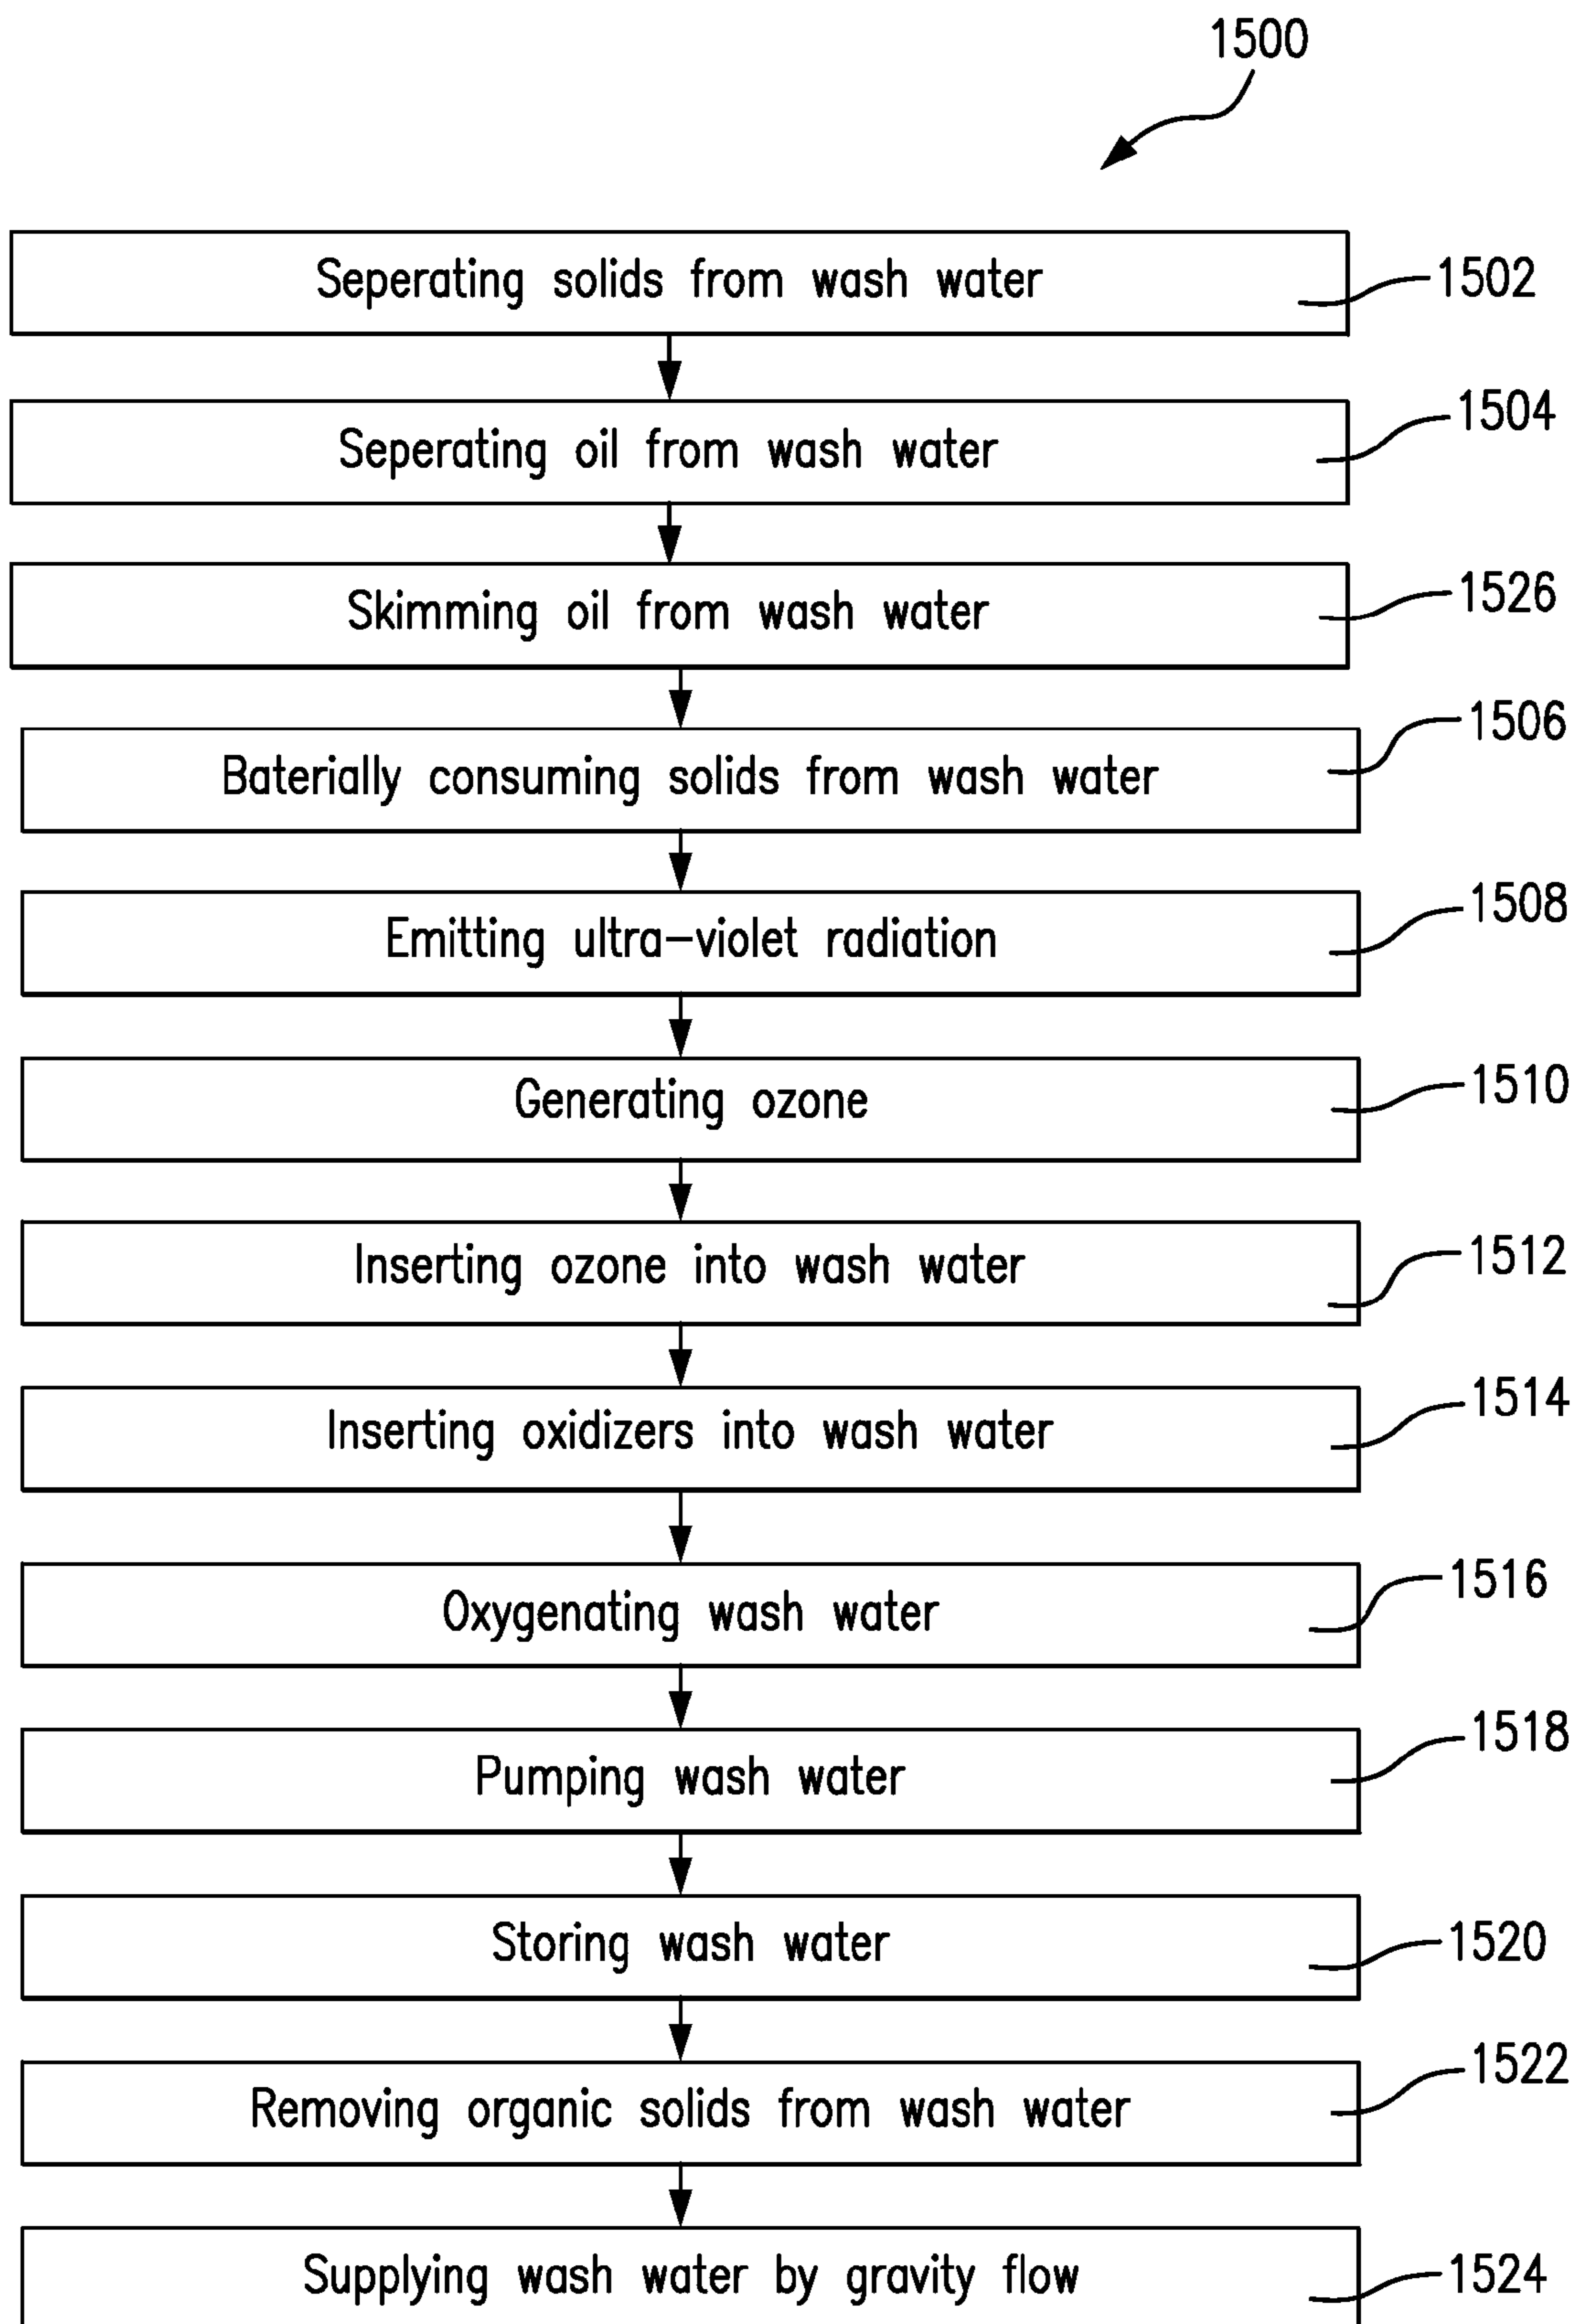 1500
Seperating solids from wash water
1502
Seperating oil from wash water
1504
Skimming oil from wash water
1526
Baterially consuming solids from wash water
1506
Emitting ultra-violet radiation
1508
Generating ozone
1510
Inserting ozone into wash water
1512
Inserting oxidizers into wash water
1514
Oxygenating wash water
1516
Pumping wash water
1518
Storing wash water
1520
Removing organic solids from wash water
1522
Supplying wash water by gravity flow
1524